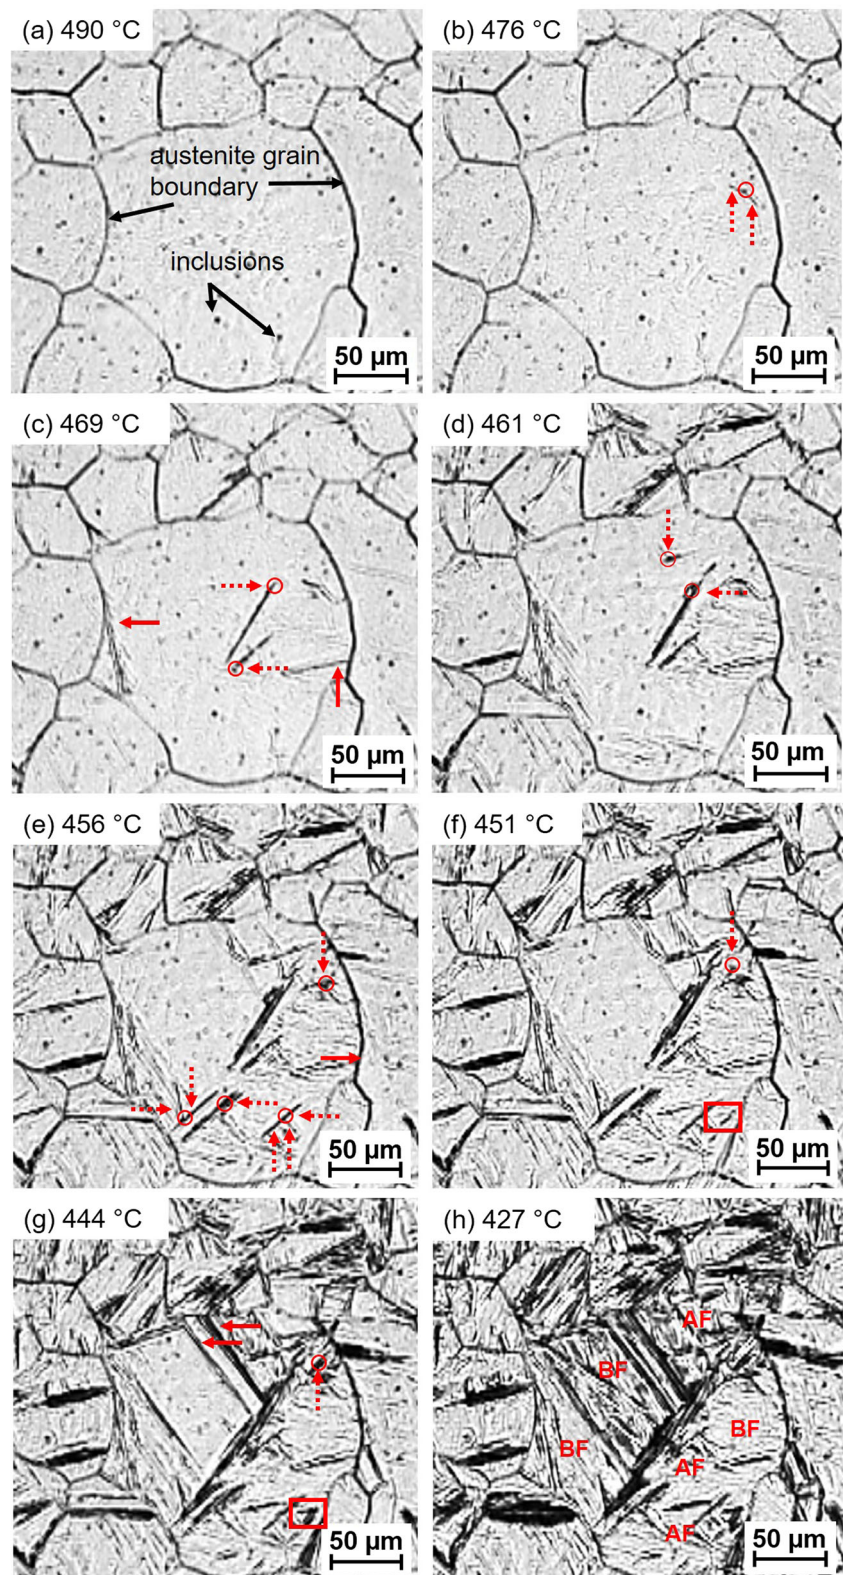 (a) 490 °C
austenite grain
boundary
inclusions
50 µm
(b) 476 °C
50 µm
(c) 469 °C
50 µm
(d) 461 °C
50 µm
(e) 456 °C
50 µm
(f) 451 °C
50 µm
(g) 444 °C
50 µm
(h) 427 °C
AF
BF
BF
BF
AF
AF
50 µm